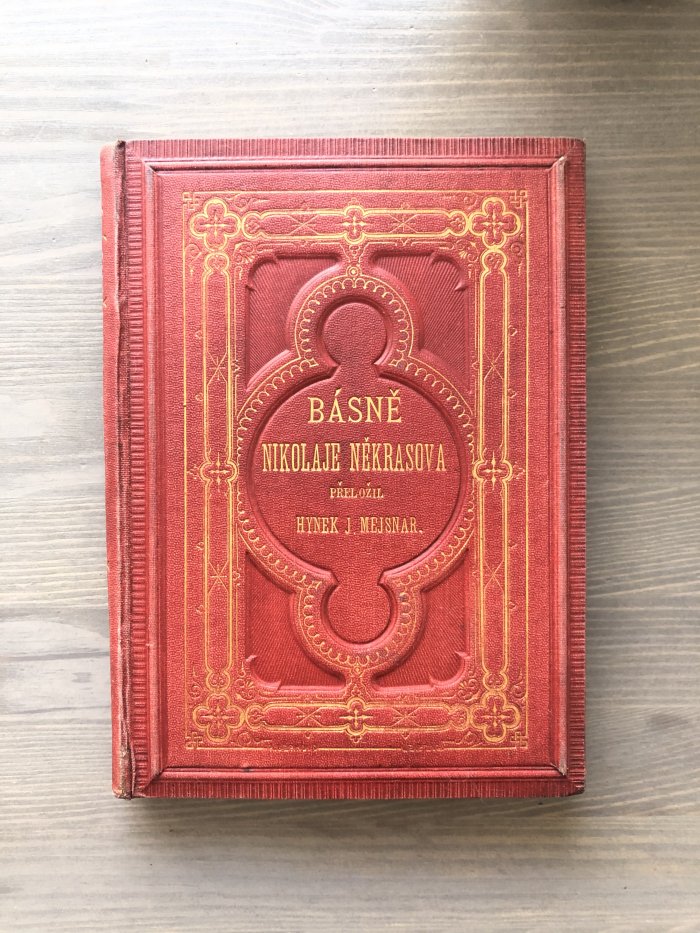 BÁSNĚ
NIKOLAJE NĚKRASOVA
PŘELOŽIL
HYNEK J. MEJSNAR.